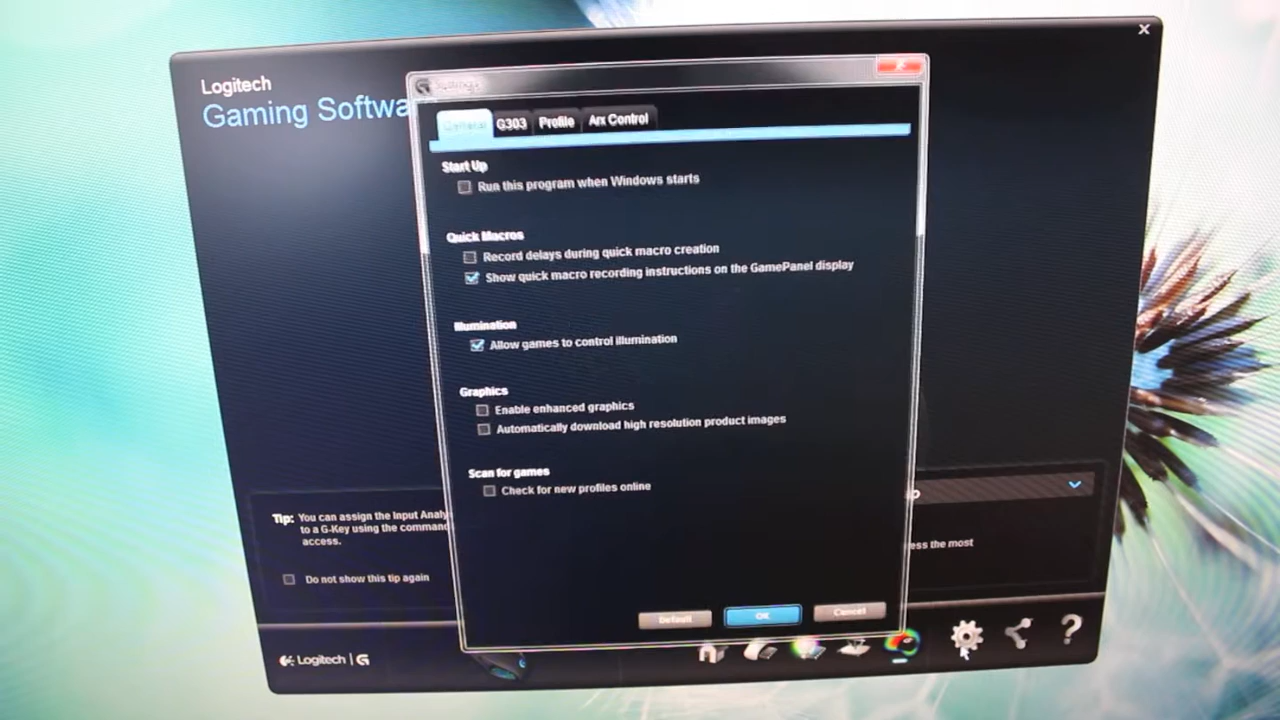 Logitech
Gaming Softwa
Settings
General G303 Profile Arx Control
Start Up
Run this program when Windows starts
Quick Macros
Record delays during quick macro creation
Show quick macro recording instructions on the GamePanel display
Illumination
Allow games to control illumination
Graphics
Enable enhanced graphics
Automatically download high resolution product images
Scan for games
Check for new profiles online
Tip: You can assign the Input Analy
to a G-Key using the command
access.
ess the most
Do not show this tip again
Default OK Cancel
Logitech | G
?